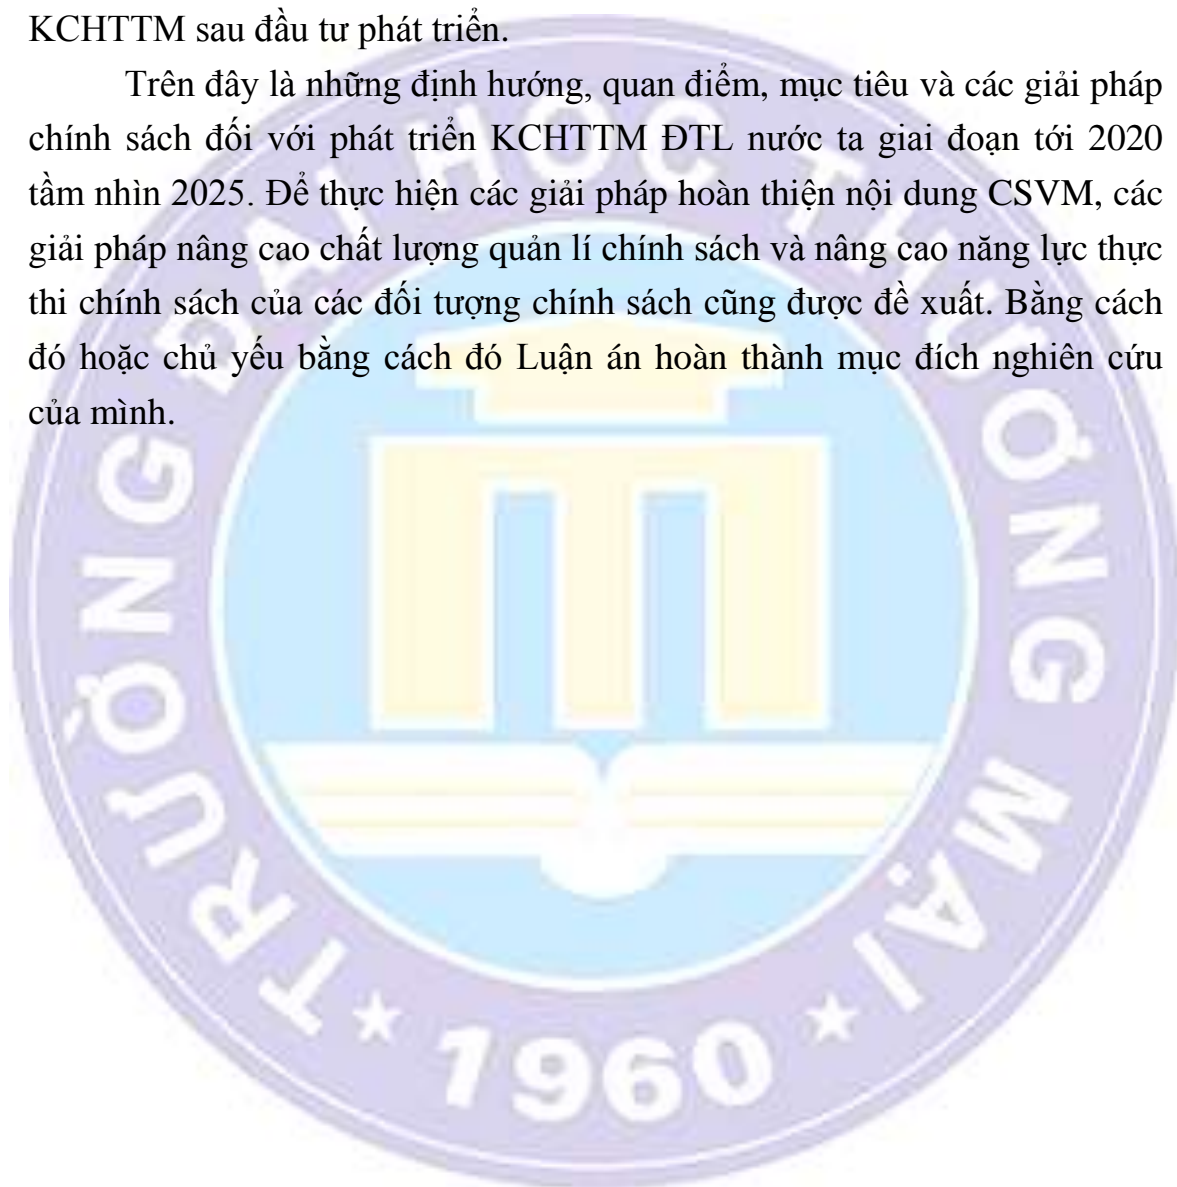 KCHTTM sau đầu tư phát triển.
Trên đây là những định hướng, quan điểm, mục tiêu và các giải pháp
chính sách đối với phát triển KCHTTM ĐTL nước ta giai đoạn tới 2020
tầm nhìn 2025. Để thực hiện các giải pháp hoàn thiện nội dung CSVM, các
giải pháp nâng cao chất lượng quản lí chính sách và nâng cao năng lực thực
thi chính sách của các đối tượng chính sách cũng được đề xuất. Bằng cách
đó hoặc chủ yếu bằng cách đó Luận án hoàn thành mục đích nghiên cứu
của mình.
TRƯỜNG ĐẠI HỌC THƯƠNG MẠI
* 1960 *